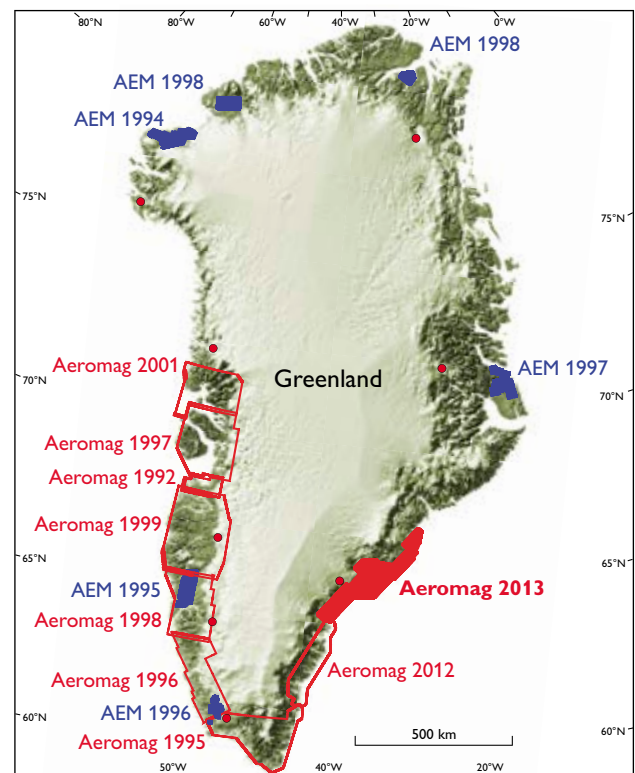 80°W 60°W 40°W 20°W 0°W
AEM 1998
AEM 1998
AEM 1994
75°N
75°N
Aeromag 2001
Greenland
AEM 1997
70°N
70°N
Aeromag 1997
Aeromag 1992
Aeromag 1999
65°N
65°N
AEM 1995
Aeromag 2013
Aeromag 1998
Aeromag 2012
Aeromag 1996
60°N
AEM 1996
60°N
Aeromag 1995
500 km
50°W 40°W 20°W